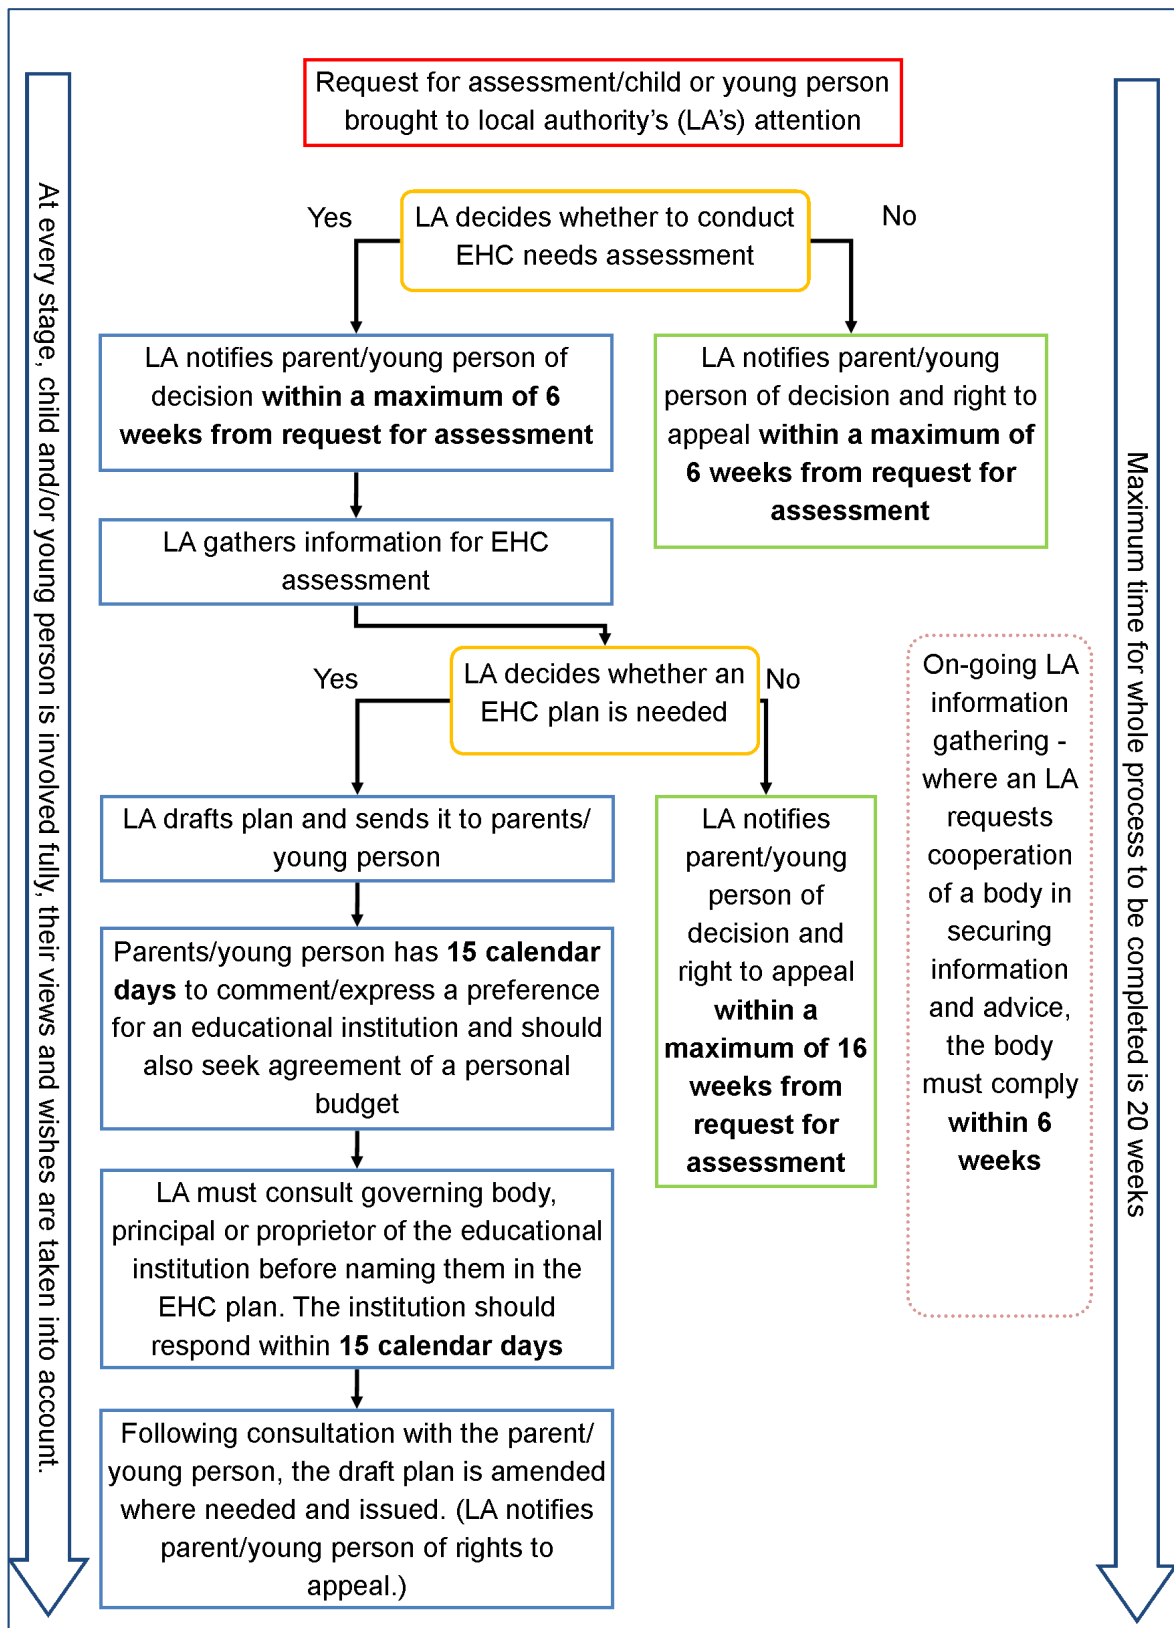 Request for assessment/child or young person
brought to local authority's (LA's) attention
At every stage, child and/or young person is involved fully, their views and wishes are taken into account.
Maximum time for whole process to be completed is 20 weeks
Yes
LA decides whether to conduct
EHC needs assessment
No
LA notifies parent/young person of
decision within a maximum of 6
weeks from request for assessment
LA notifies parent/young
person of decision and right to
appeal within a maximum of
6 weeks from request for
assessment
LA gathers information for EHC
assessment
Yes
LA decides whether an
EHC plan is needed
No
On-going LA
information
gathering -
where an LA
requests
cooperation
of a body in
securing
information
and advice,
the body
must comply
within 6
weeks
LA drafts plan and sends it to parents/
young person
LA notifies
parent/young
person of
decision and
right to appeal
within a
maximum of 16
weeks from
request for
assessment
Parents/young person has 15 calendar
days to comment/express a preference
for an educational institution and should
also seek agreement of a personal
budget
LA must consult governing body,
principal or proprietor of the educational
institution before naming them in the
EHC plan. The institution should
respond within 15 calendar days
Following consultation with the parent/
young person, the draft plan is amended
where needed and issued. (LA notifies
parent/young person of rights to
appeal.)